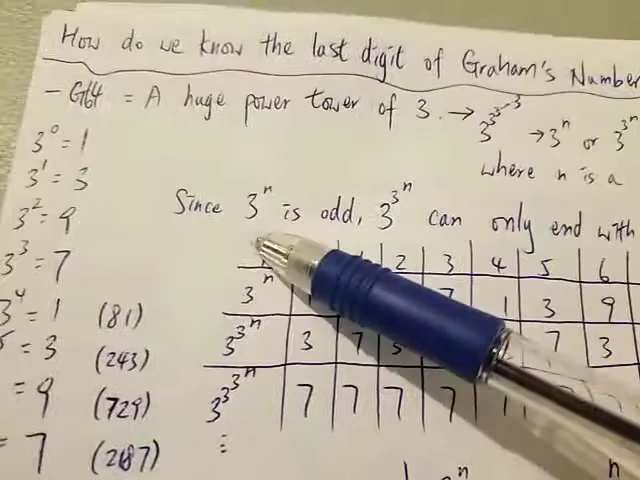 How do we know the last digit of Graham's Number
- G64 = A huge power tower of 3. → 3^3^3^⋰^3 → 3^n or 3^3^n
where n is a
3^0 = 1
3^1 = 3
3^2 = 9
3^3 = 7
3^4 = 1 (81)
= 3 (243)
= 9 (729)
= 7 (2187)
Since 3^n is odd, 3^3^n can only end with
2 3 4 5 6
3^n 1 3 9
3^3^n 3 7 3 7 3
3^3^3^n 7 7 7 7
⋮
n
n